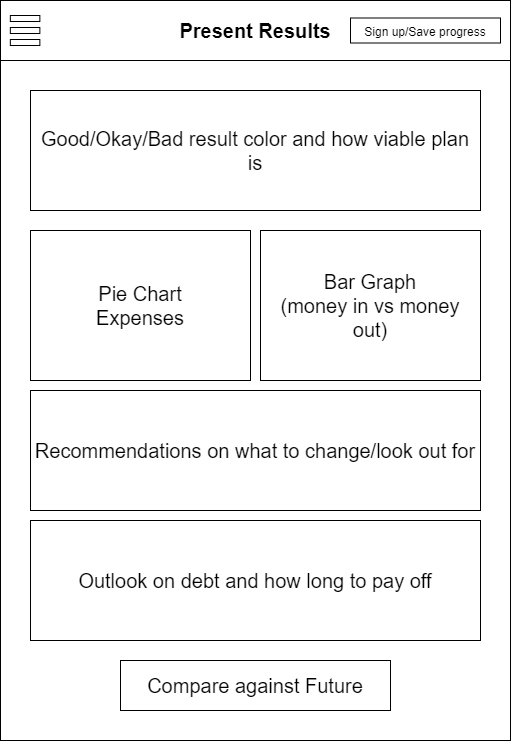 Present Results
Sign up/Save progress
Good/Okay/Bad result color and how viable plan
is
Pie Chart
Expenses
Bar Graph
(money in vs money
out)
Recommendations on what to change/look out for
Outlook on debt and how long to pay off
Compare against Future